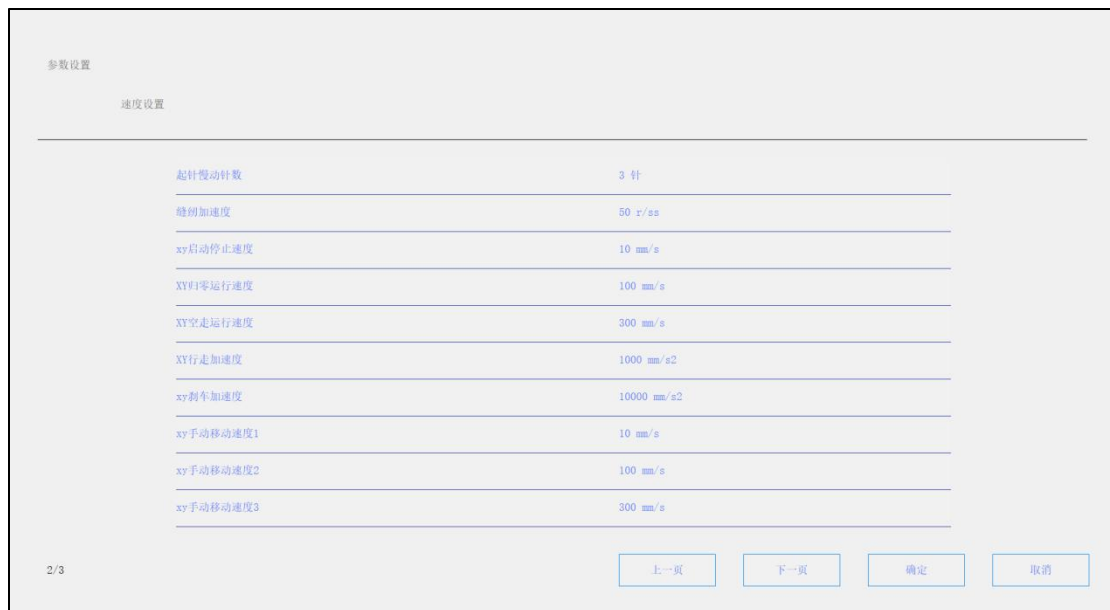 参数设置
速度设置
起针慢动针数 3 针
缝纫加速度 50 r/ss
xy启动停止速度 10 mm/s
XY归零运行速度 100 mm/s
XY空走运行速度 300 mm/s
XY行走加速度 1000 mm/s2
xy刹车加速度 10000 mm/s2
xy手动移动速度1 10 mm/s
xy手动移动速度2 100 mm/s
xy手动移动速度3 300 mm/s
2/3 上一页 下一页 确定 取消